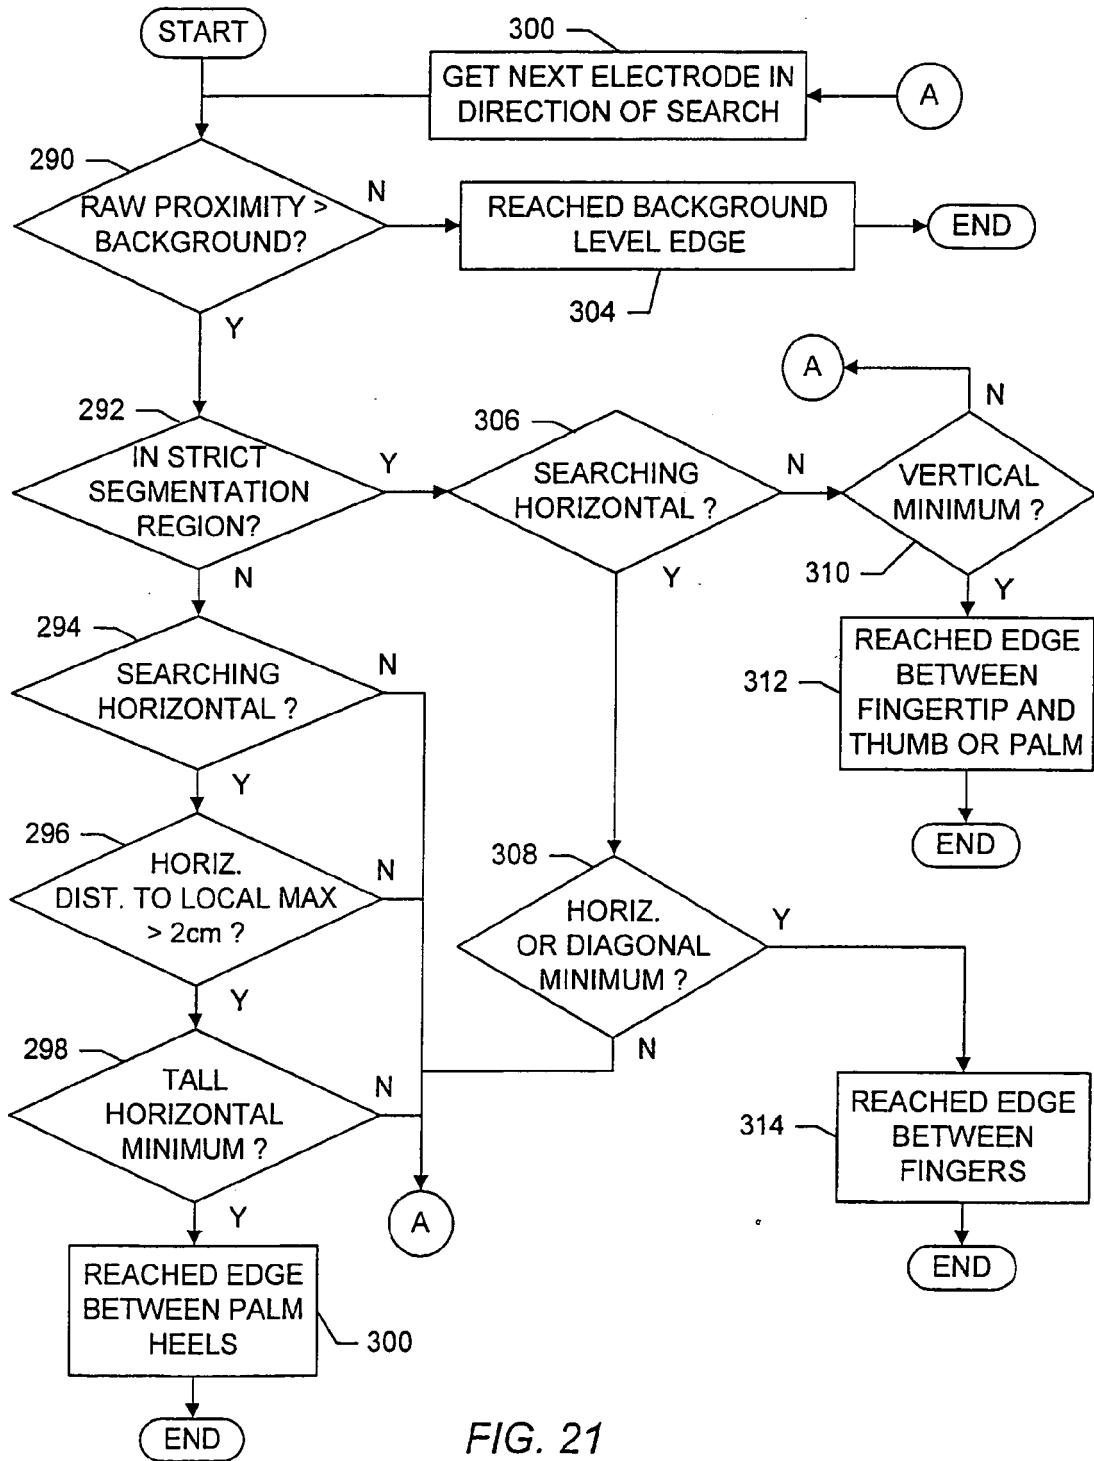 START
300
GET NEXT ELECTRODE IN
DIRECTION OF SEARCH
A
290
RAW PROXIMITY >
BACKGROUND?
N
REACHED BACKGROUND
LEVEL EDGE
END
304
Y
A
N
292
IN STRICT
SEGMENTATION
REGION?
Y
306
SEARCHING
HORIZONTAL ?
N
VERTICAL
MINIMUM ?
310
N
Y
Y
294
SEARCHING
HORIZONTAL ?
N
312
REACHED EDGE
BETWEEN
FINGERTIP AND
THUMB OR PALM
Y
END
296
HORIZ.
DIST. TO LOCAL MAX
> 2cm ?
N
308
HORIZ.
OR DIAGONAL
MINIMUM ?
Y
Y
N
298
TALL
HORIZONTAL
MINIMUM ?
N
314
REACHED EDGE
BETWEEN
FINGERS
Y
A
END
REACHED EDGE
BETWEEN PALM
HEELS
300
END
FIG. 21